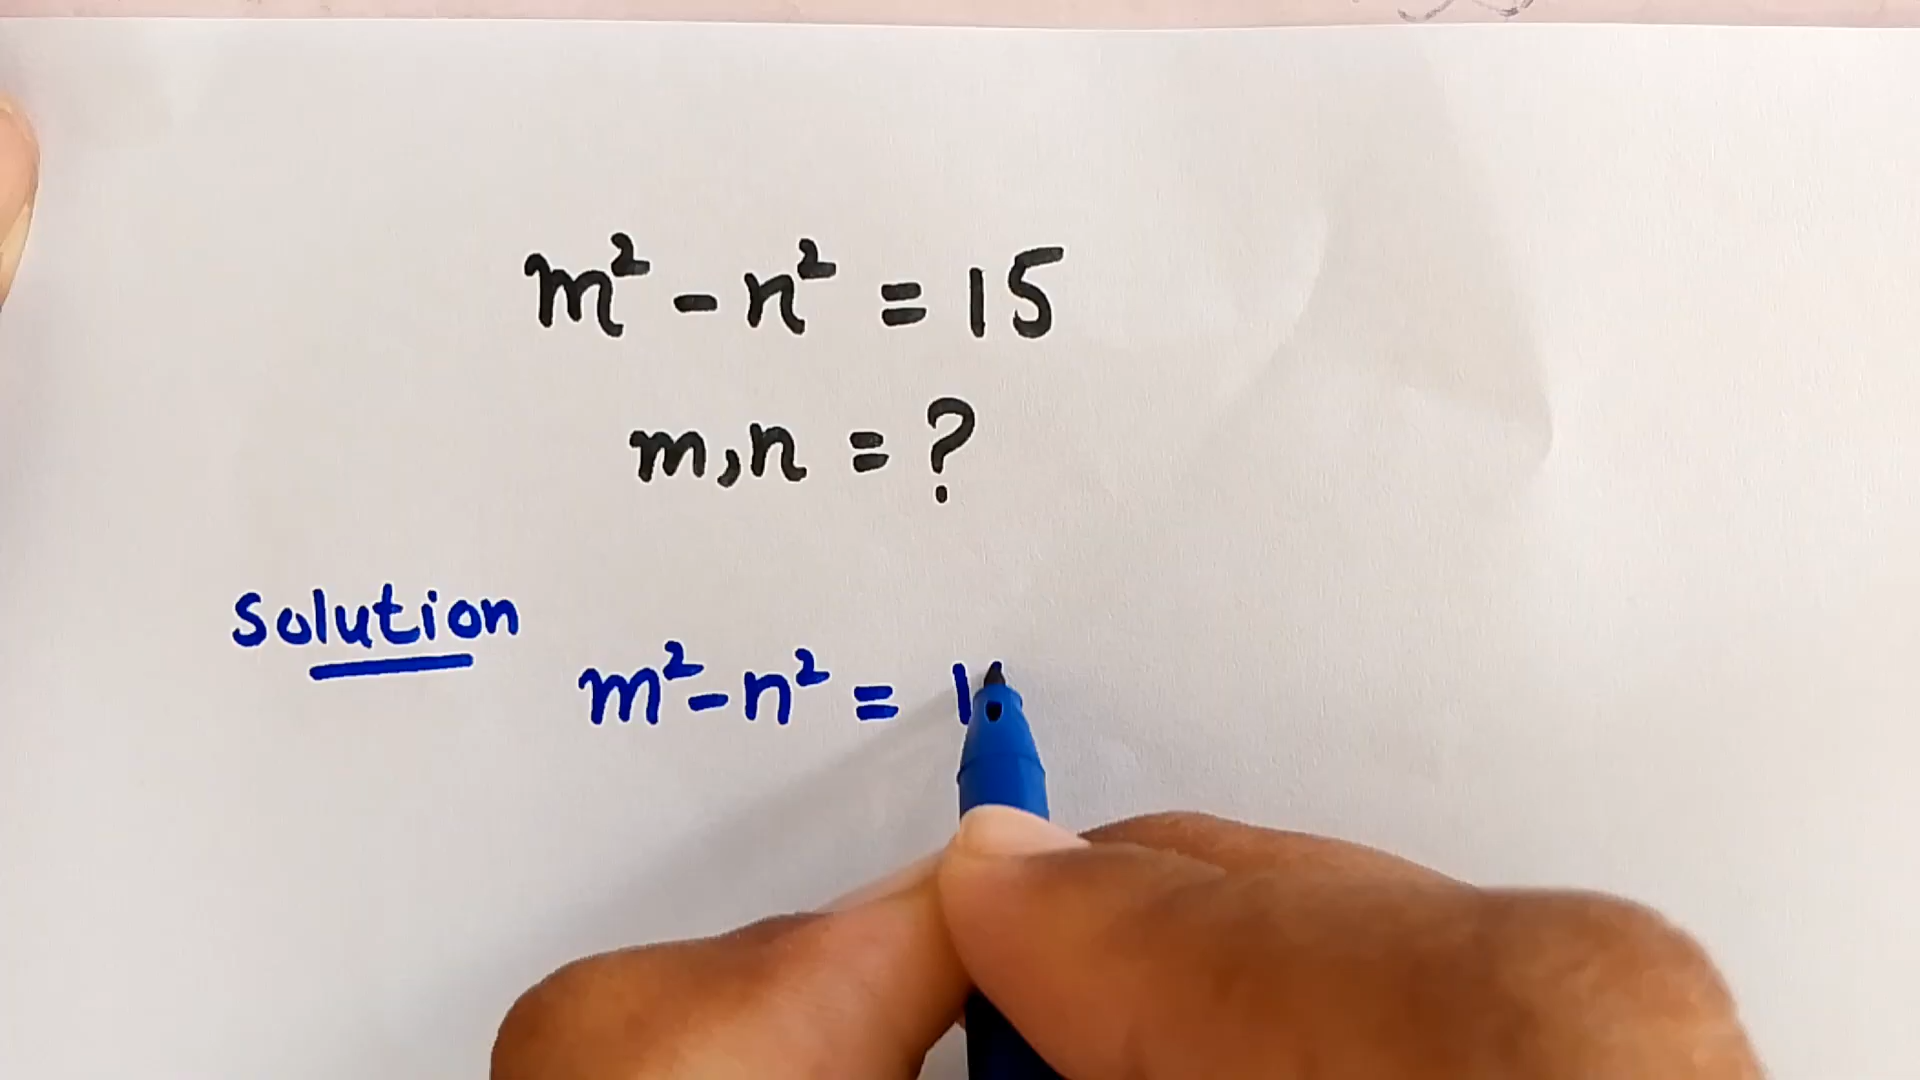 m² - n² = 15
m,n = ?
Solution
m² - n² = 1